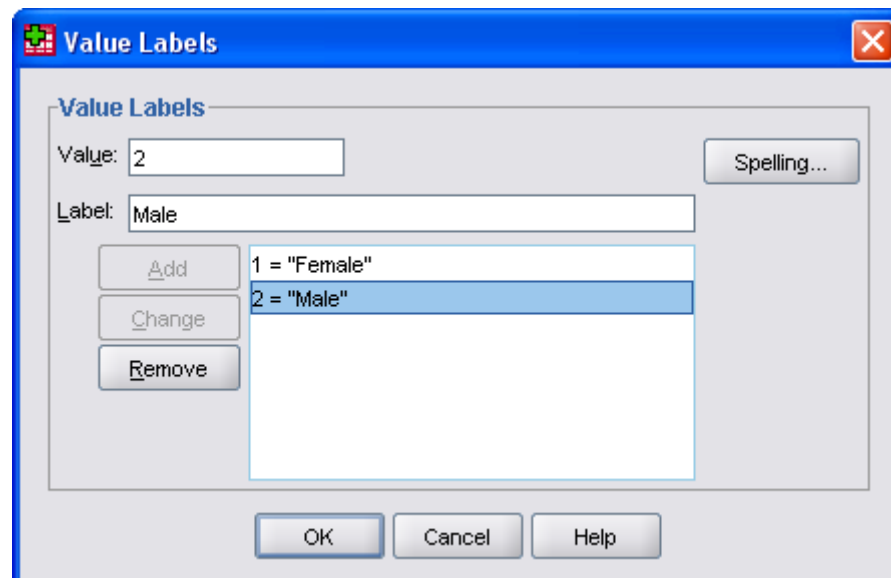 Value Labels
Value Labels
Value: 2
Spelling...
Label: Male
Add
1 = "Female"
2 = "Male"
Change
Remove
OK Cancel Help